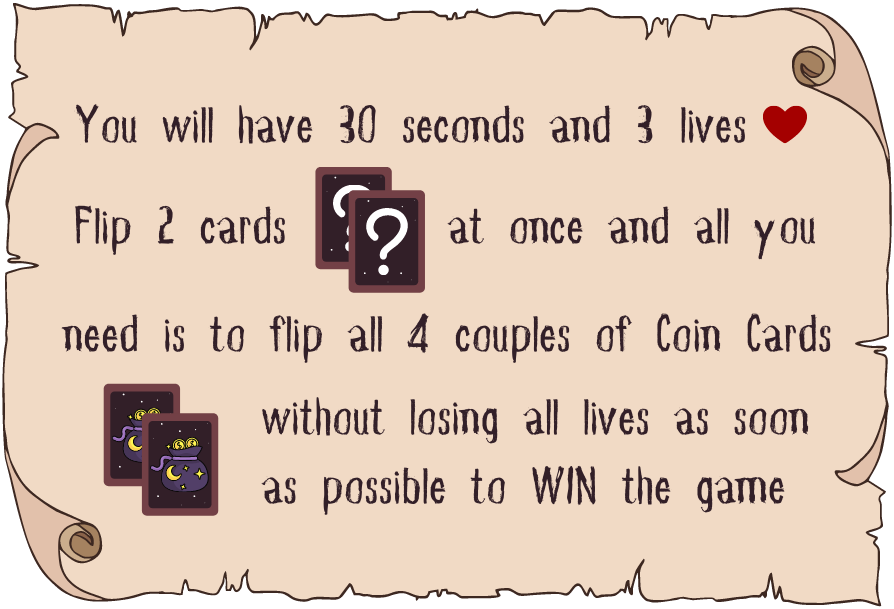 You will have 30 seconds and 3 lives
Flip 2 cards ? ? at once and all you
need is to flip all 4 couples of Coin Cards
without losing all lives as soon
as possible to WIN the game